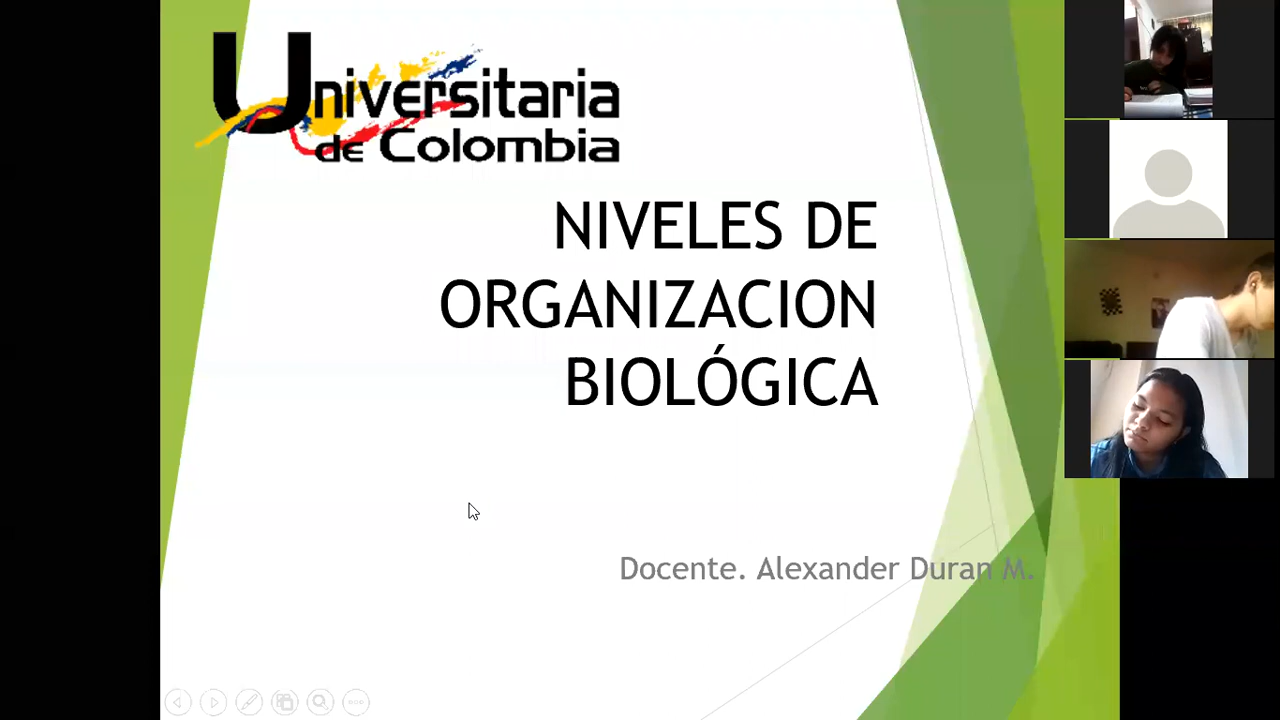 Universitaria
de Colombia
NIVELES DE
ORGANIZACION
BIOLÓGICA
Docente. Alexander Duran M.